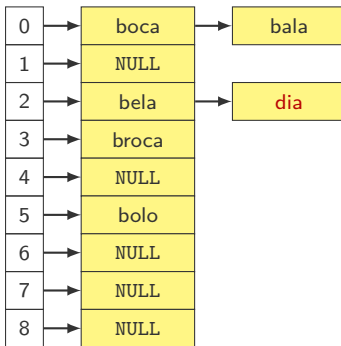 0 boca bala
1 NULL
2 bela dia
3 broca
4 NULL
5 bolo
6 NULL
7 NULL
8 NULL